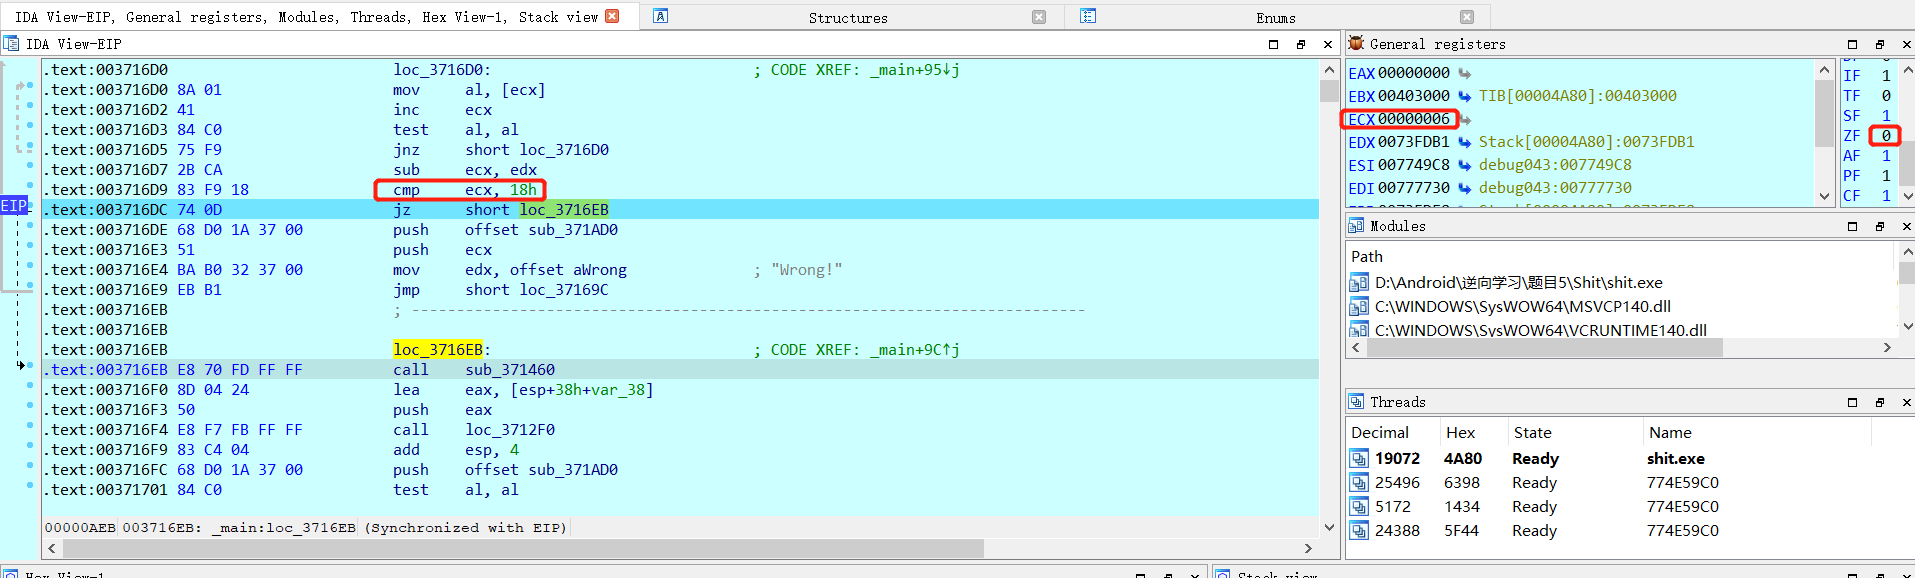 IDA View-EIP, General registers, Modules, Threads, Hex View-1, Stack view
Structures
Enums
IDA View-EIP
.text:003716D0 loc_3716D0: ; CODE XREF: _main+95↓j
.text:003716D0 8A 01 mov al, [ecx]
.text:003716D2 41 inc ecx
.text:003716D3 84 C0 test al, al
.text:003716D5 75 F9 jnz short loc_3716D0
.text:003716D7 2B CA sub ecx, edx
.text:003716D9 83 F9 18 cmp ecx, 18h
EIP .text:003716DC 74 0D jz short loc_3716EB
.text:003716DE 68 D0 1A 37 00 push offset sub_371AD0
.text:003716E3 51 push ecx
.text:003716E4 BA B0 32 37 00 mov edx, offset aWrong ; "Wrong!"
.text:003716E9 EB B1 jmp short loc_37169C
.text:003716EB ; ---------------------------------------------------------------------------
.text:003716EB
.text:003716EB loc_3716EB: ; CODE XREF: _main+9C↑j
.text:003716EB E8 70 FD FF FF call sub_371460
.text:003716F0 8D 04 24 lea eax, [esp+38h+var_38]
.text:003716F3 50 push eax
.text:003716F4 E8 F7 FB FF FF call loc_3712F0
.text:003716F9 83 C4 04 add esp, 4
.text:003716FC 68 D0 1A 37 00 push offset sub_371AD0
.text:00371701 84 C0 test al, al
00000AEB 003716EB: _main:loc_3716EB (Synchronized with EIP)
General registers
EAX 00000000
EBX 00403000 TIB[00004A80]:00403000
ECX 00000006
EDX 0073FDB1 Stack[00004A80]:0073FDB1
ESI 007749C8 debug043:007749C8
EDI 00777730 debug043:00777730
IF 1
TF 0
SF 1
ZF 0
AF 1
PF 1
CF 1
Modules
Path
D:\Android\逆向学习\题目5\Shit\shit.exe
C:\WINDOWS\SysWOW64\MSVCP140.dll
C:\WINDOWS\SysWOW64\VCRUNTIME140.dll
Threads
Decimal Hex State Name
19072 4A80 Ready shit.exe
25496 6398 Ready 774E59C0
5172 1434 Ready 774E59C0
24388 5F44 Ready 774E59C0
Hex View-1
Stack view